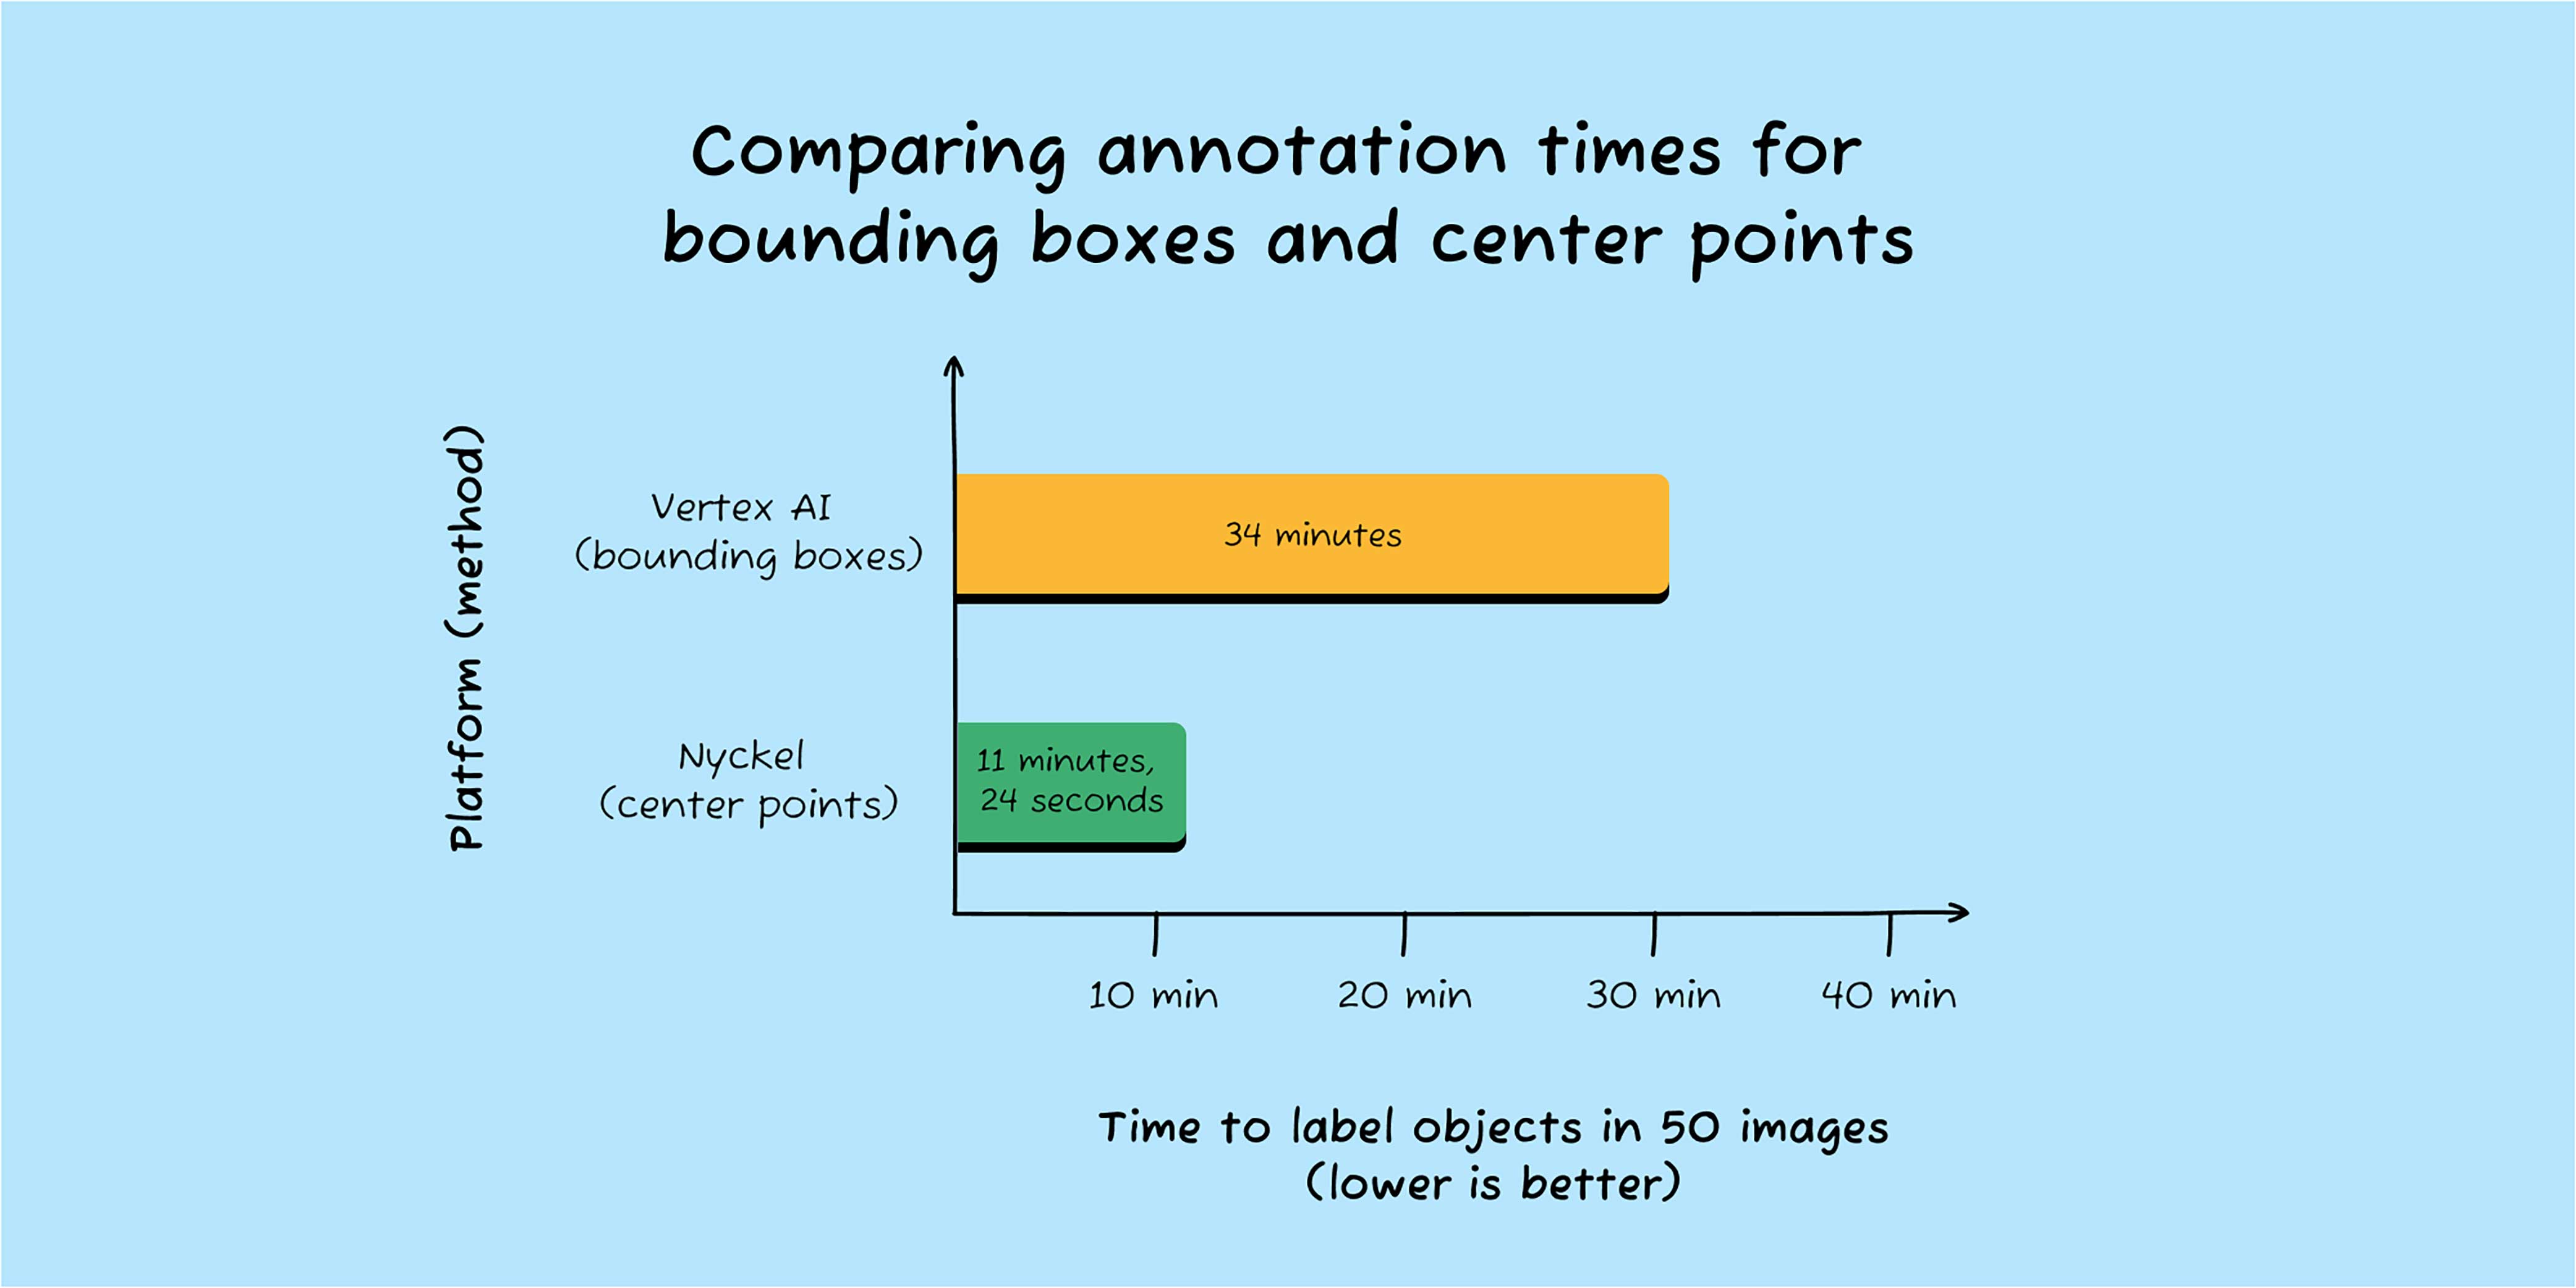 Comparing annotation times for
bounding boxes and center points
Platform (method)
Vertex AI
(bounding boxes)
34 minutes
Nyckel
(center points)
11 minutes,
24 seconds
10 min
20 min
30 min
40 min
Time to label objects in 50 images
(lower is better)